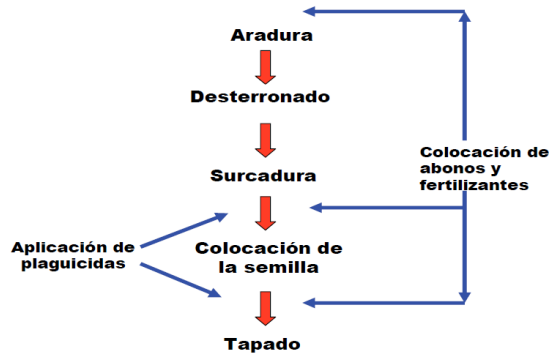 Aradura
Desterronado
Colocación de
abonos y
fertilizantes
Surcadura
Aplicación de
plaguicidas
Colocación de
la semilla
Tapado